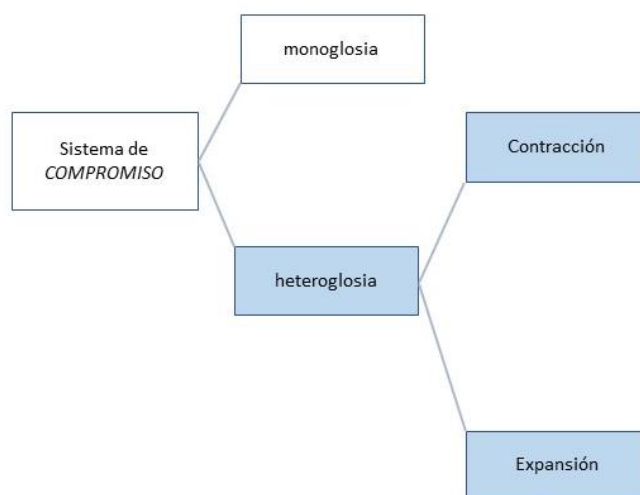 monoglosia
Sistema de
COMPROMISO
Contracción
heteroglosia
Expansión